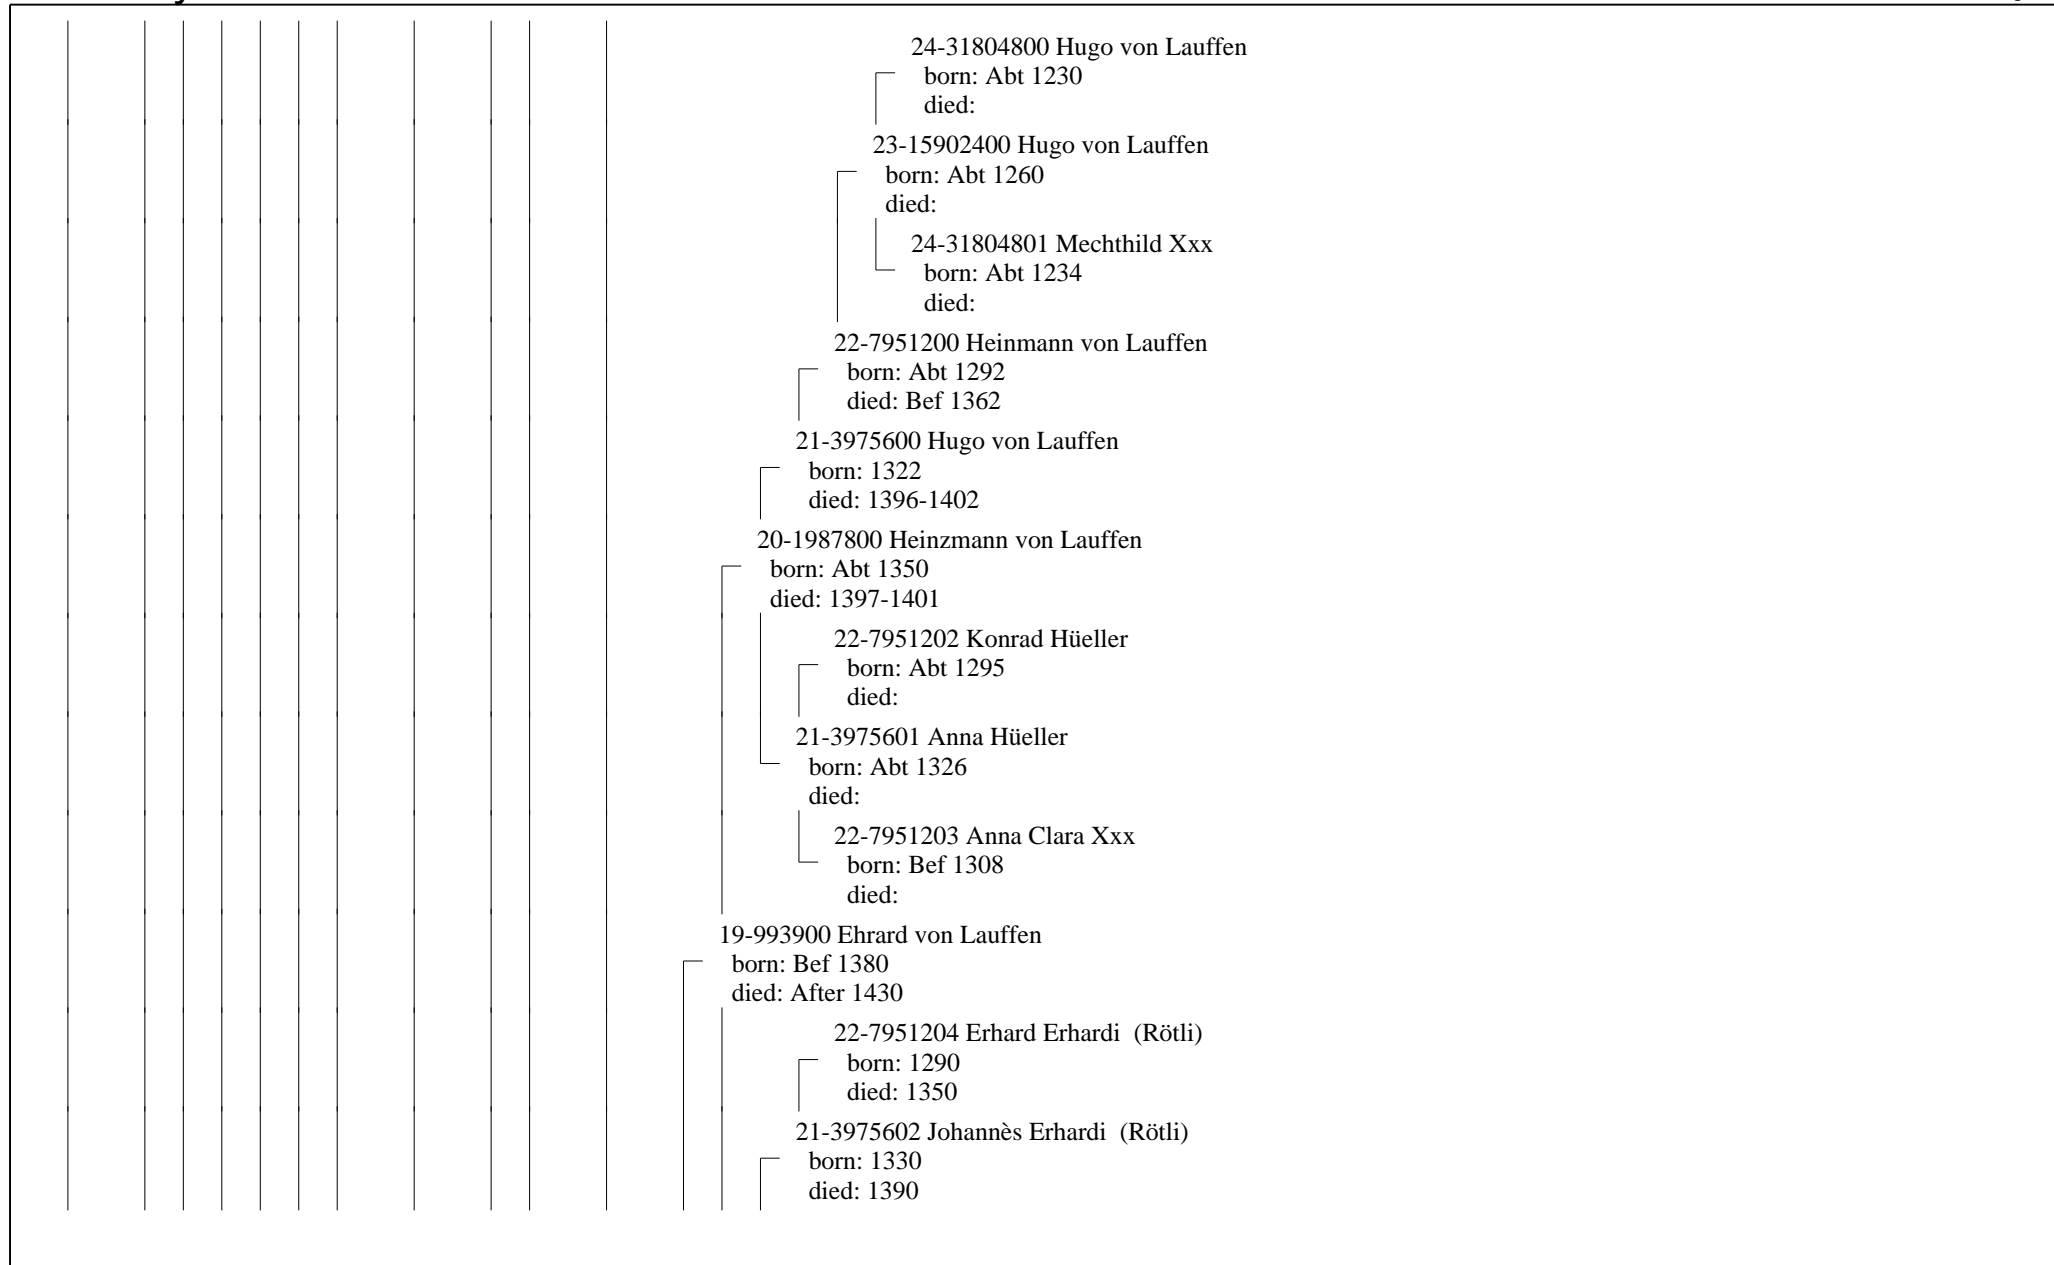 24-31804800 Hugo von Lauffen
born: Abt 1230
died:
23-15902400 Hugo von Lauffen
born: Abt 1260
died:
24-31804801 Mechthild Xxx
born: Abt 1234
died:
22-7951200 Heinmann von Lauffen
born: Abt 1292
died: Bef 1362
21-3975600 Hugo von Lauffen
born: 1322
died: 1396-1402
20-1987800 Heinzmann von Lauffen
born: Abt 1350
died: 1397-1401
22-7951202 Konrad Hüeller
born: Abt 1295
died:
21-3975601 Anna Hüeller
born: Abt 1326
died:
22-7951203 Anna Clara Xxx
born: Bef 1308
died:
19-993900 Ehrard von Lauffen
born: Bef 1380
died: After 1430
22-7951204 Erhard Erhardi  (Rötli)
born: 1290
died: 1350
21-3975602 Johannès Erhardi  (Rötli)
born: 1330
died: 1390